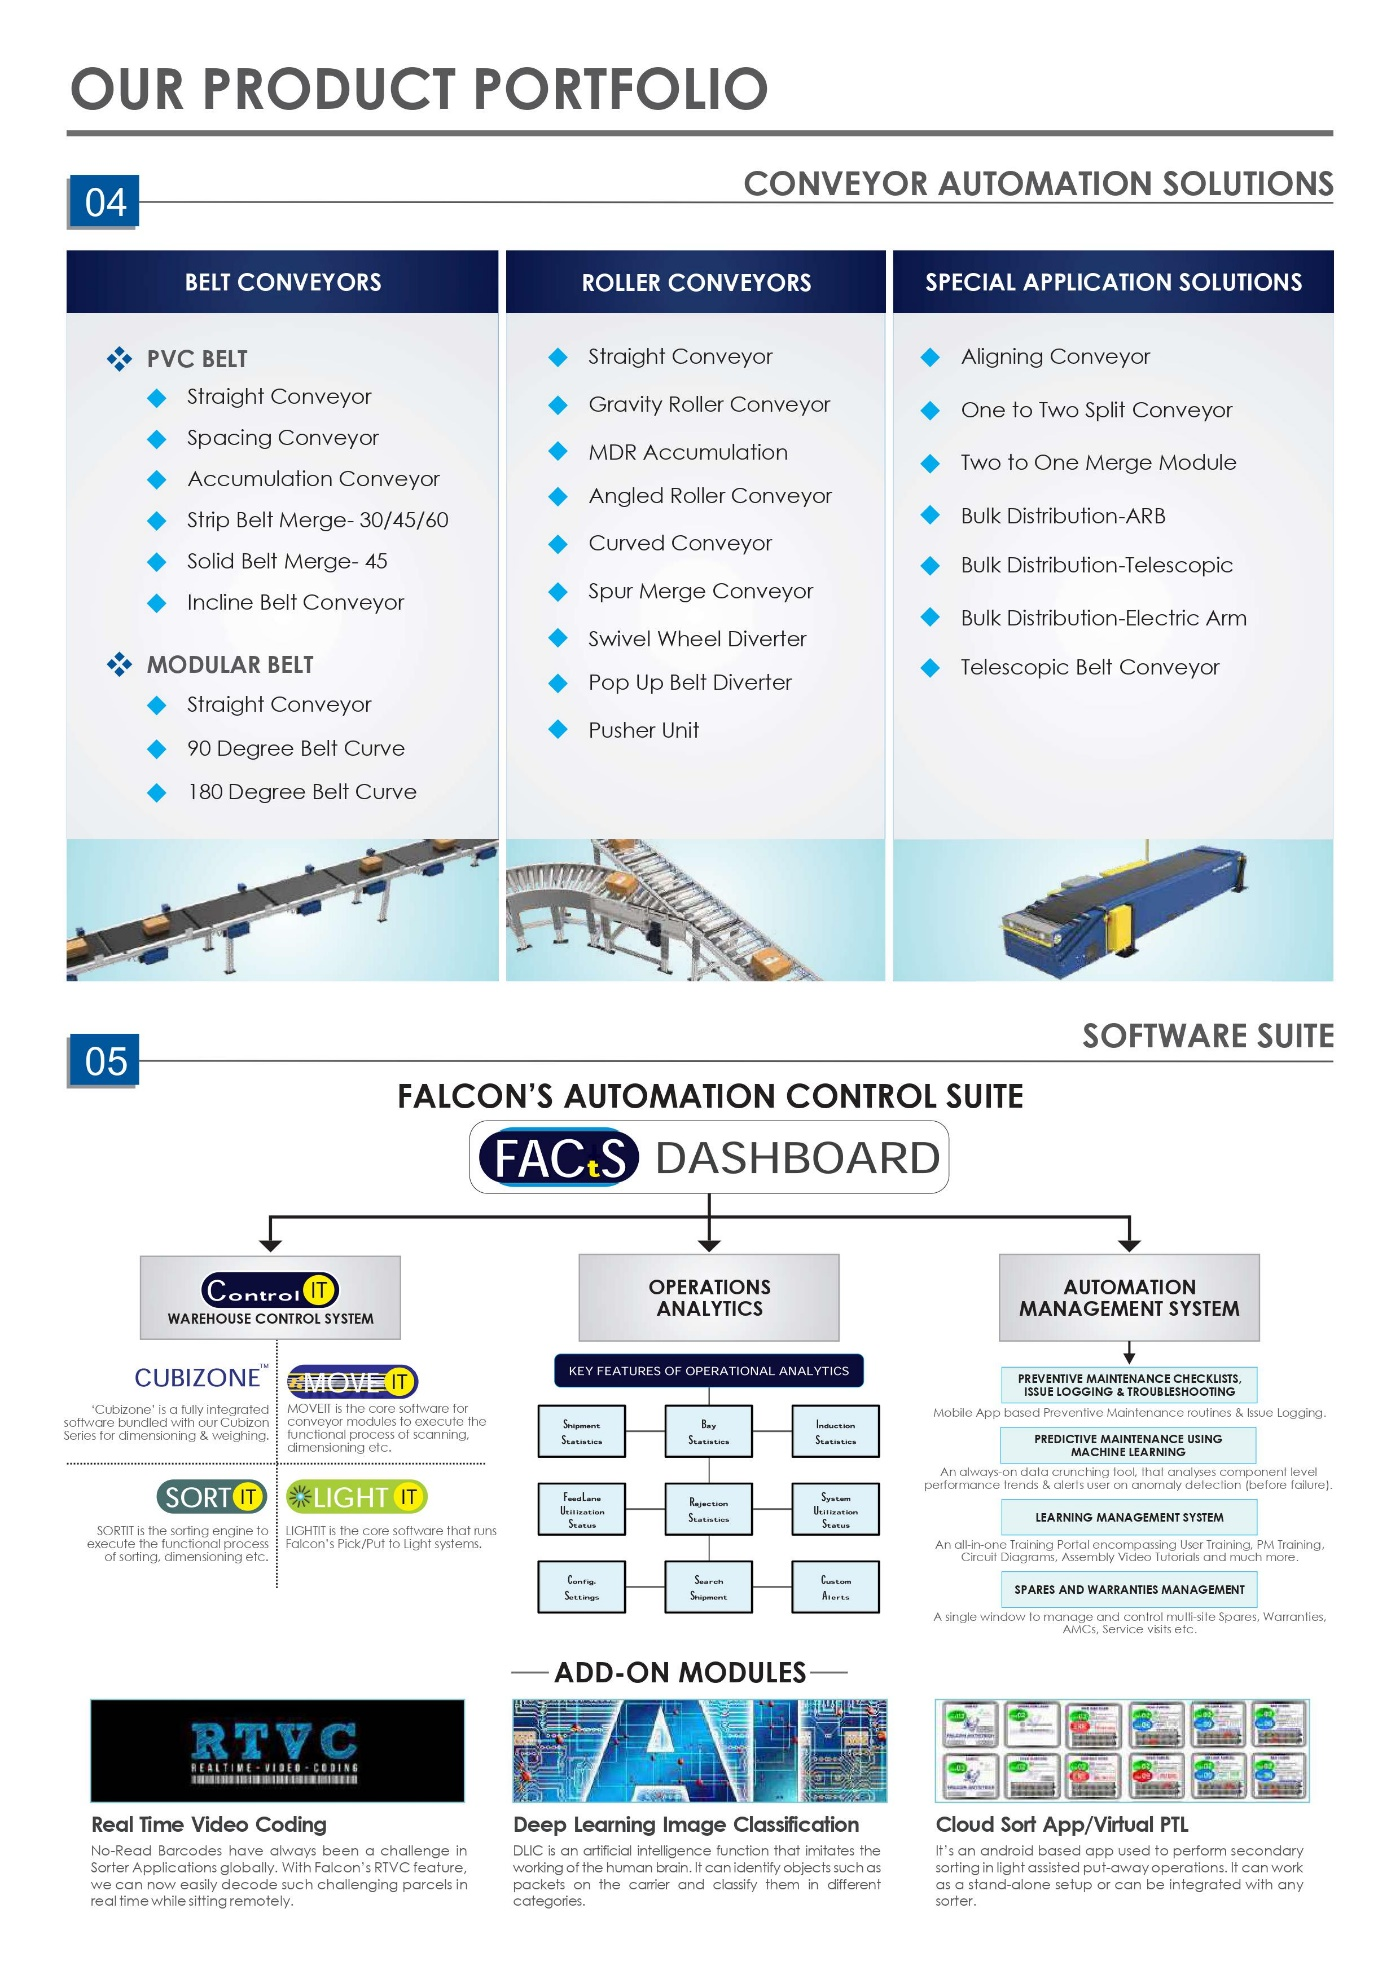 OUR PRODUCT PORTFOLIO
04
CONVEYOR AUTOMATION SOLUTIONS
BELT CONVEYORS
PVC BELT
Straight Conveyor
Spacing Conveyor
Accumulation Conveyor
Strip Belt Merge- 30/45/60
Solid Belt Merge- 45
Incline Belt Conveyor
MODULAR BELT
Straight Conveyor
90 Degree Belt Curve
180 Degree Belt Curve
ROLLER CONVEYORS
Straight Conveyor
Gravity Roller Conveyor
MDR Accumulation
Angled Roller Conveyor
Curved Conveyor
Spur Merge Conveyor
Swivel Wheel Diverter
Pop Up Belt Diverter
Pusher Unit
SPECIAL APPLICATION SOLUTIONS
Aligning Conveyor
One to Two Split Conveyor
Two to One Merge Module
Bulk Distribution-ARB
Bulk Distribution-Telescopic
Bulk Distribution-Electric Arm
Telescopic Belt Conveyor
05
SOFTWARE SUITE
FALCON'S AUTOMATION CONTROL SUITE
FACtS DASHBOARD
Control IT
WAREHOUSE CONTROL SYSTEM
CUBIZONE™
‘Cubizone’ is a fully integrated
software bundled with our Cubizon
Series for dimensioning & weighing.
MOVE IT
MOVEIT is the core software for
conveyor modules to execute the
functional process of scanning,
dimensioning etc.
SORT IT
SORTIT is the sorting engine to
execute the functional process
of sorting, dimensioning etc.
LIGHT IT
LIGHTIT is the core software that runs
Falcon's Pick/Put to Light systems.
OPERATIONS
ANALYTICS
KEY FEATURES OF OPERATIONAL ANALYTICS
Shipment
Statistics
Bay
Statistics
Induction
Statistics
FeedLane
Utilization
Status
Rejection
Statistics
System
Utilization
Status
Config.
Settings
Search
Shipment
Custom
Alerts
AUTOMATION
MANAGEMENT SYSTEM
PREVENTIVE MAINTENANCE CHECKLISTS,
ISSUE LOGGING & TROUBLESHOOTING
Mobile App based Preventive Maintenance routines & Issue Logging.
PREDICTIVE MAINTENANCE USING
MACHINE LEARNING
An always-on data crunching tool, that analyses component level
performance trends & alerts user on anomaly detection (before failure).
LEARNING MANAGEMENT SYSTEM
An all-in-one Training Portal encompassing User Training, PM Training,
Circuit Diagrams, Assembly Video Tutorials and much more.
SPARES AND WARRANTIES MANAGEMENT
A single window to manage and control multi-site Spares, Warranties,
AMCs, Service visits etc.
ADD-ON MODULES
RTVC
REALTIME-VIDEO-CODING
Real Time Video Coding
No-Read Barcodes have always been a challenge in
Sorter Applications globally. With Falcon's RTVC feature,
we can now easily decode such challenging parcels in
real time while sitting remotely.
AI
Deep Learning Image Classification
DLIC is an artificial intelligence function that imitates the
working of the human brain. It can identify objects such as
packets on the carrier and classify them in different
categories.
Cloud Sort App/Virtual PTL
It's an android based app used to perform secondary
sorting in light assisted put-away operations. It can work
as a stand-alone setup or can be integrated with any
sorter.